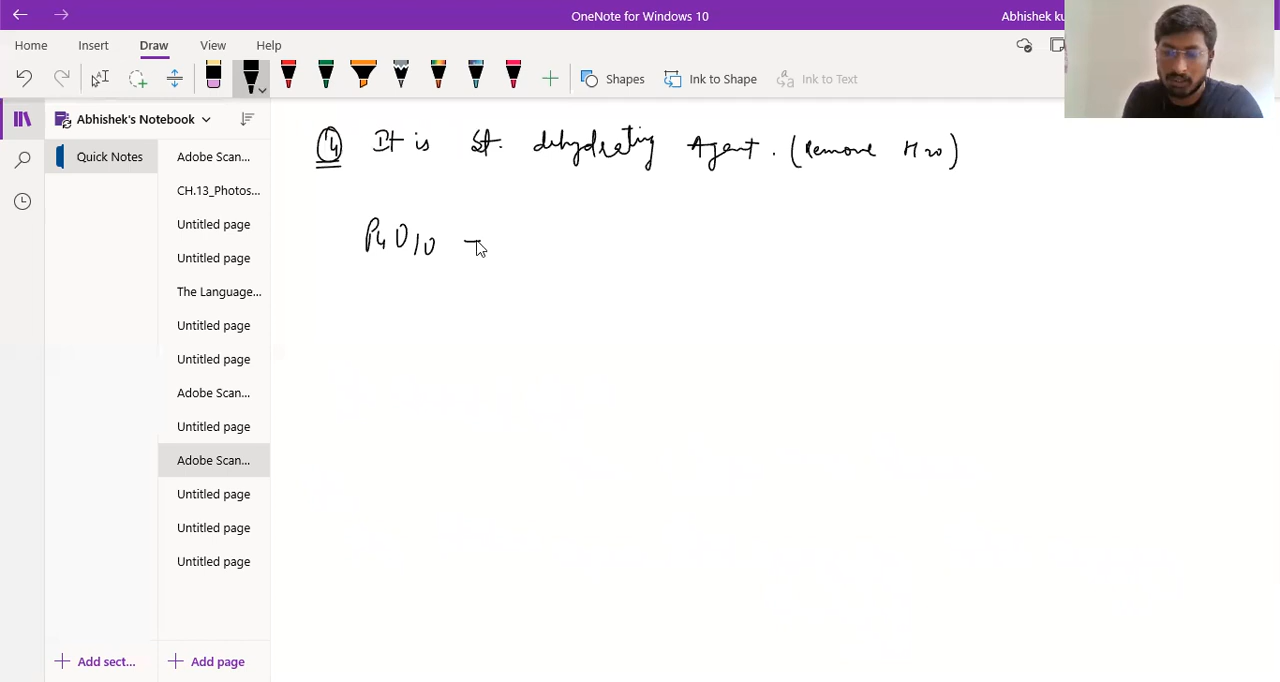 OneNote for Windows 10
Abhishek ku
Home Insert Draw View Help
Shapes Ink to Shape Ink to Text
Abhishek's Notebook
Quick Notes
Adobe Scan...
CH.13_Photos...
Untitled page
Untitled page
The Language...
Untitled page
Untitled page
Adobe Scan...
Untitled page
Adobe Scan...
Untitled page
Untitled page
Untitled page
Add sect... Add page
(4) It is St. dehydrating Agent. (Remove H2O)
P4O10 -